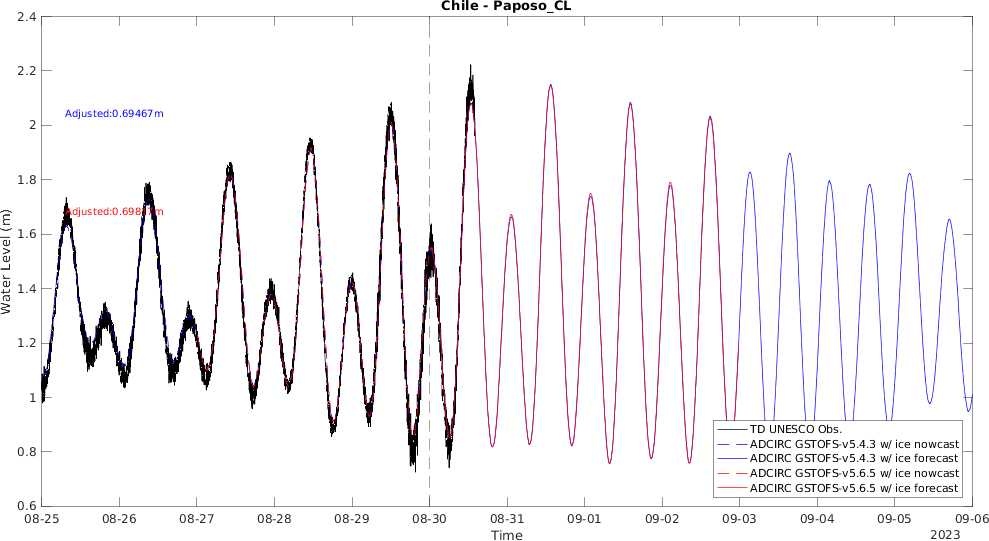 Chile - Paposo_CL
2.4
2.2
2
1.8
1.6
1.4
1.2
1
0.8
0.6
Water Level (m)
Adjusted:0.69467m
08-25
08-26
08-27
08-28
08-29
08-30
08-31
09-01
09-02
09-03
09-04
09-05
09-06
Time
2023
TD UNESCO Obs.
ADCIRC GSTOFS-v5.4.3 w/ ice nowcast
ADCIRC GSTOFS-v5.4.3 w/ ice forecast
ADCIRC GSTOFS-v5.6.5 w/ ice nowcast
ADCIRC GSTOFS-v5.6.5 w/ ice forecast